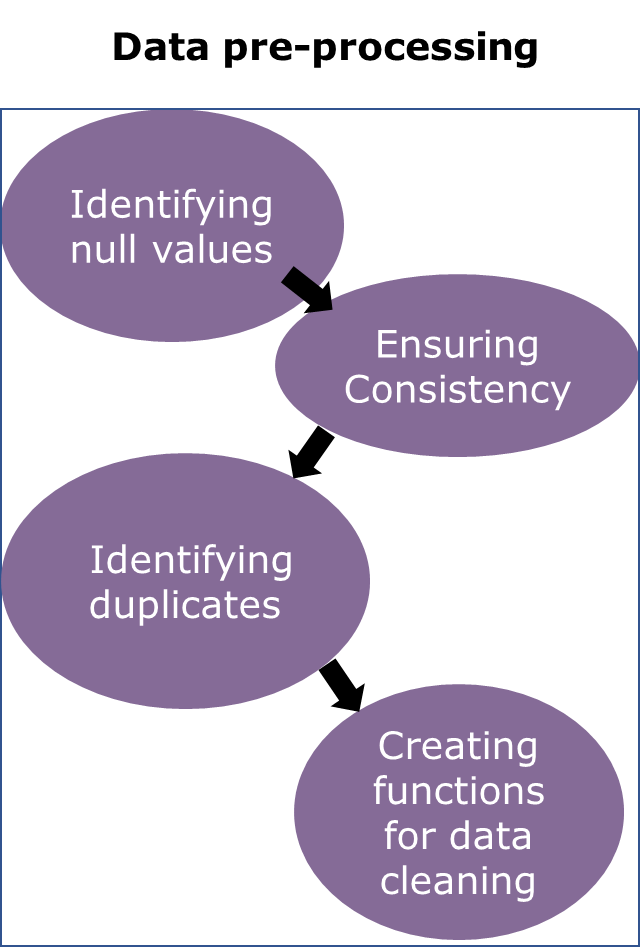 Data pre-processing
Identifying
null values
Ensuring
Consistency
Identifying
duplicates
Creating
functions
for data
cleaning